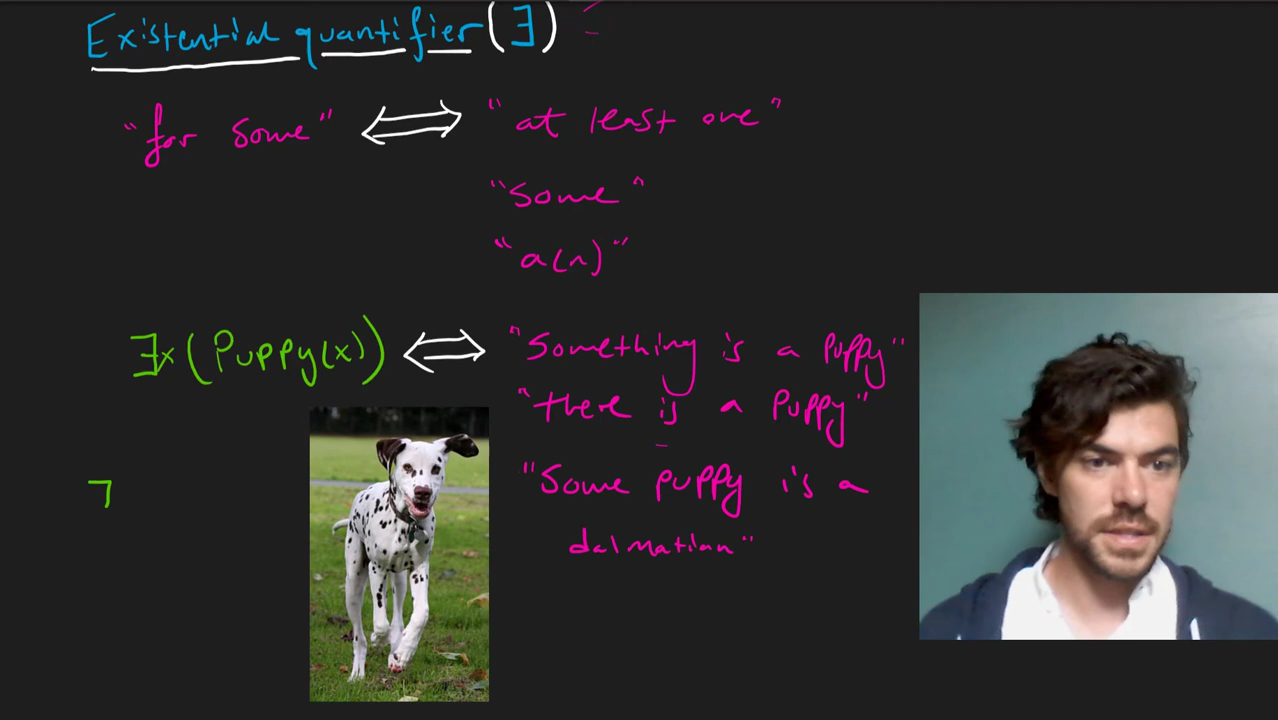 Existential quantifier (∃)
"for some" ⟺ "at least one"
"Some"
"a(n)"
∃x(Puppy(x)) ⟺ "Something is a puppy"
"there is a puppy"
"Some puppy is a
dalmatian"